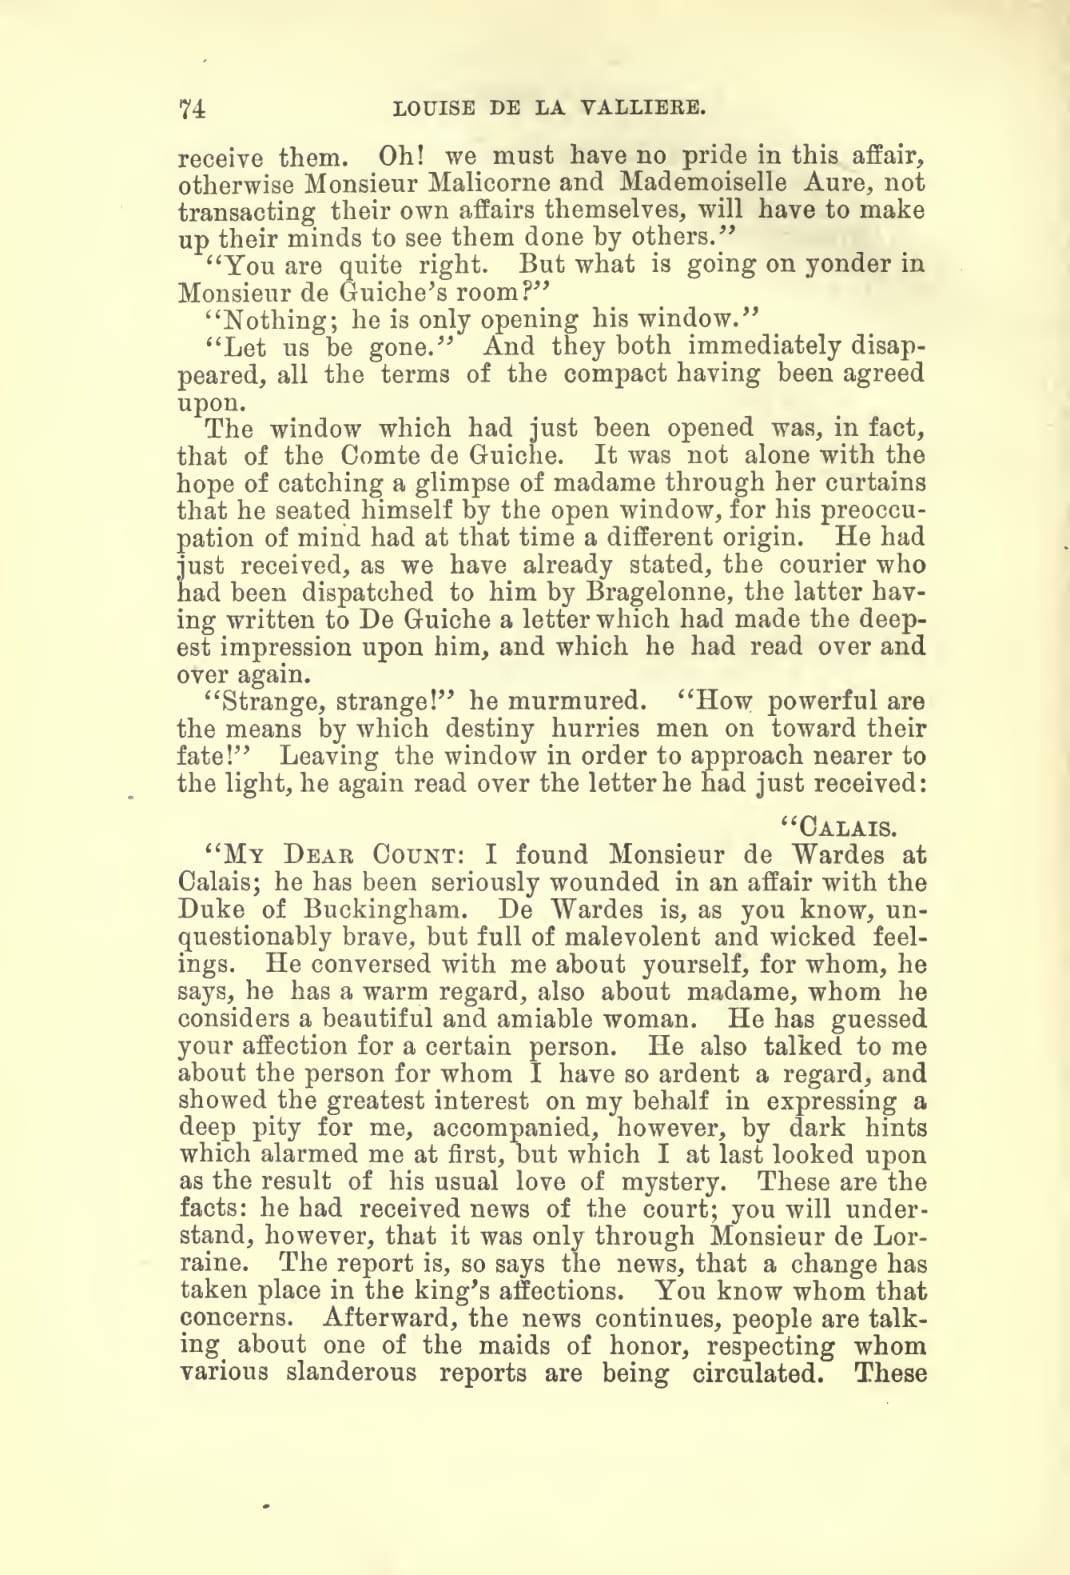 74 LOUISE DE LA VALLIERE.
receive them. Oh! we must have no pride in this affair,
otherwise Monsieur Malicorne and Mademoiselle Aure, not
transacting their own affairs themselves, will have to make
up their minds to see them done by others.”
“You are quite right. But what is going on yonder in
Monsieur de Guiche’s room?”
“Nothing; he is only opening his window.”
“Let us be gone.” And they both immediately disap-
peared, all the terms of the compact having been agreed
upon.
The window which had just been opened was, in fact,
that of the Comte de Guiche. It was not alone with the
hope of catching a glimpse of madame through her curtains
that he seated himself by the open window, for his preoccu-
pation of mind had at that time a different origin. He had
just received, as we have already stated, the courier who
had been dispatched to him by Bragelonne, the latter hav-
ing written to De Guiche a letter which had made the deep-
est impression upon him, and which he had read over and
over again.
“Strange, strange!” he murmured. “How powerful are
the means by which destiny hurries men on toward their
fate!” Leaving the window in order to approach nearer to
the light, he again read over the letter he had just received:
“CALAIS.
“MY DEAR COUNT: I found Monsieur de Wardes at
Calais; he has been seriously wounded in an affair with the
Duke of Buckingham. De Wardes is, as you know, un-
questionably brave, but full of malevolent and wicked feel-
ings. He conversed with me about yourself, for whom, he
says, he has a warm regard, also about madame, whom he
considers a beautiful and amiable woman. He has guessed
your affection for a certain person. He also talked to me
about the person for whom I have so ardent a regard, and
showed the greatest interest on my behalf in expressing a
deep pity for me, accompanied, however, by dark hints
which alarmed me at first, but which I at last looked upon
as the result of his usual love of mystery. These are the
facts: he had received news of the court; you will under-
stand, however, that it was only through Monsieur de Lor-
raine. The report is, so says the news, that a change has
taken place in the king’s affections. You know whom that
concerns. Afterward, the news continues, people are talk-
ing about one of the maids of honor, respecting whom
various slanderous reports are being circulated. These